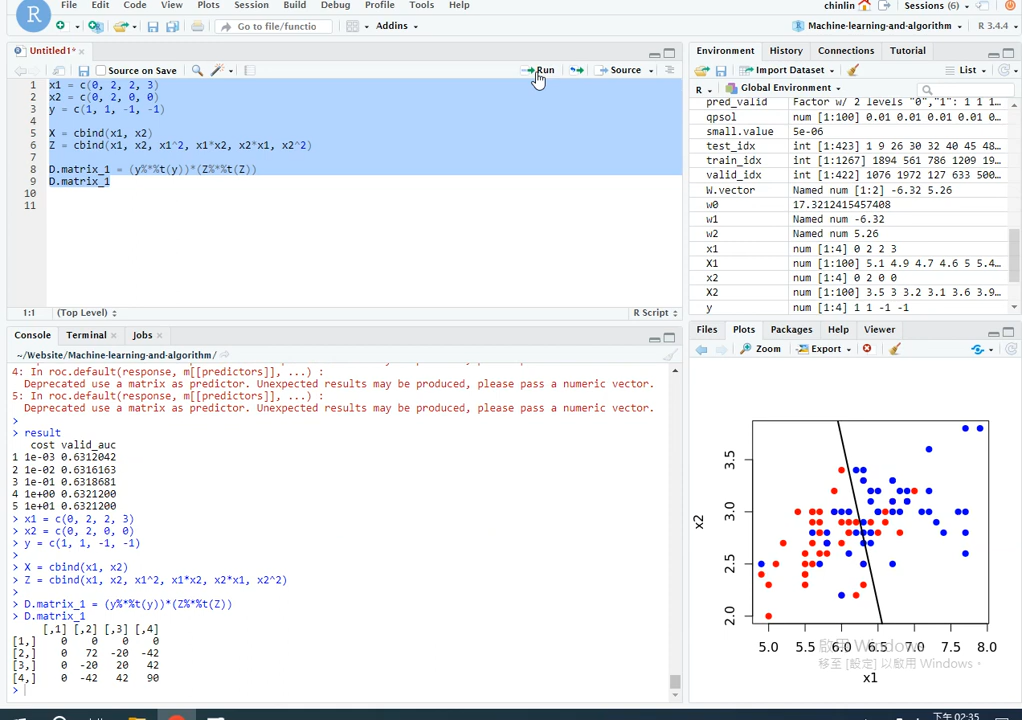 File Edit Code View Plots Session Build Debug Profile Tools Help
chinlin Sessions (6)
R Go to file/functio Addins
Machine-learning-and-algorithm R 3.4.4
Untitled1*
Source on Save Run Source
1 x1 = c(0, 2, 2, 3)
2 x2 = c(0, 2, 0, 0)
3 y = c(1, 1, -1, -1)
4
5 X = cbind(x1, x2)
6 Z = cbind(x1, x2, x1^2, x1*x2, x2*x1, x2^2)
7
8 D.matrix_1 = (y%*%t(y))*(Z%*%t(Z))
9 D.matrix_1
10
11
1:1 (Top Level) R Script
Console Terminal Jobs
~/Website/Machine-learning-and-algorithm/
4: In roc.default(response, m[[predictors]], ...) :
Deprecated use a matrix as predictor. Unexpected results may be produced, please pass a numeric vector.
5: In roc.default(response, m[[predictors]], ...) :
Deprecated use a matrix as predictor. Unexpected results may be produced, please pass a numeric vector.
>
> result
cost valid_auc
1 1e-03 0.6312042
2 1e-02 0.6316163
3 1e-01 0.6318681
4 1e+00 0.6321200
5 1e+01 0.6321200
> x1 = c(0, 2, 2, 3)
> x2 = c(0, 2, 0, 0)
> y = c(1, 1, -1, -1)
>
> X = cbind(x1, x2)
> Z = cbind(x1, x2, x1^2, x1*x2, x2*x1, x2^2)
>
> D.matrix_1 = (y%*%t(y))*(Z%*%t(Z))
> D.matrix_1
[,1] [,2] [,3] [,4]
[1,] 0 0 0 0
[2,] 0 72 -20 -42
[3,] 0 -20 20 42
[4,] 0 -42 42 90
>
Environment History Connections Tutorial
Import Dataset List
R Global Environment
pred_valid Factor w/ 2 levels "0","1": 1 1 1…
qpsol num [1:100] 0.01 0.01 0.01 0.01 0…
small.value 5e-06
test_idx int [1:423] 1 9 26 30 32 40 45 48…
train_idx int [1:1267] 1894 561 786 1209 19…
valid_idx int [1:422] 1076 1972 127 633 500…
W.vector Named num [1:2] -6.32 5.26
w0 17.3212415457408
w1 Named num -6.32
w2 Named num 5.26
x1 num [1:4] 0 2 2 3
X1 num [1:100] 5.1 4.9 4.7 4.6 5 5.4…
x2 num [1:4] 0 2 0 0
X2 num [1:100] 3.5 3 3.2 3.1 3.6 3.9…
y num [1:4] 1 1 -1 -1
Files Plots Packages Help Viewer
Zoom Export
3.5
3.0
2.5
2.0
x2
5.0 5.5 6.0 6.5 7.0 7.5 8.0
x1
啟用 Windows
移至 [設定] 以啟用 Windows。
下午 02:35